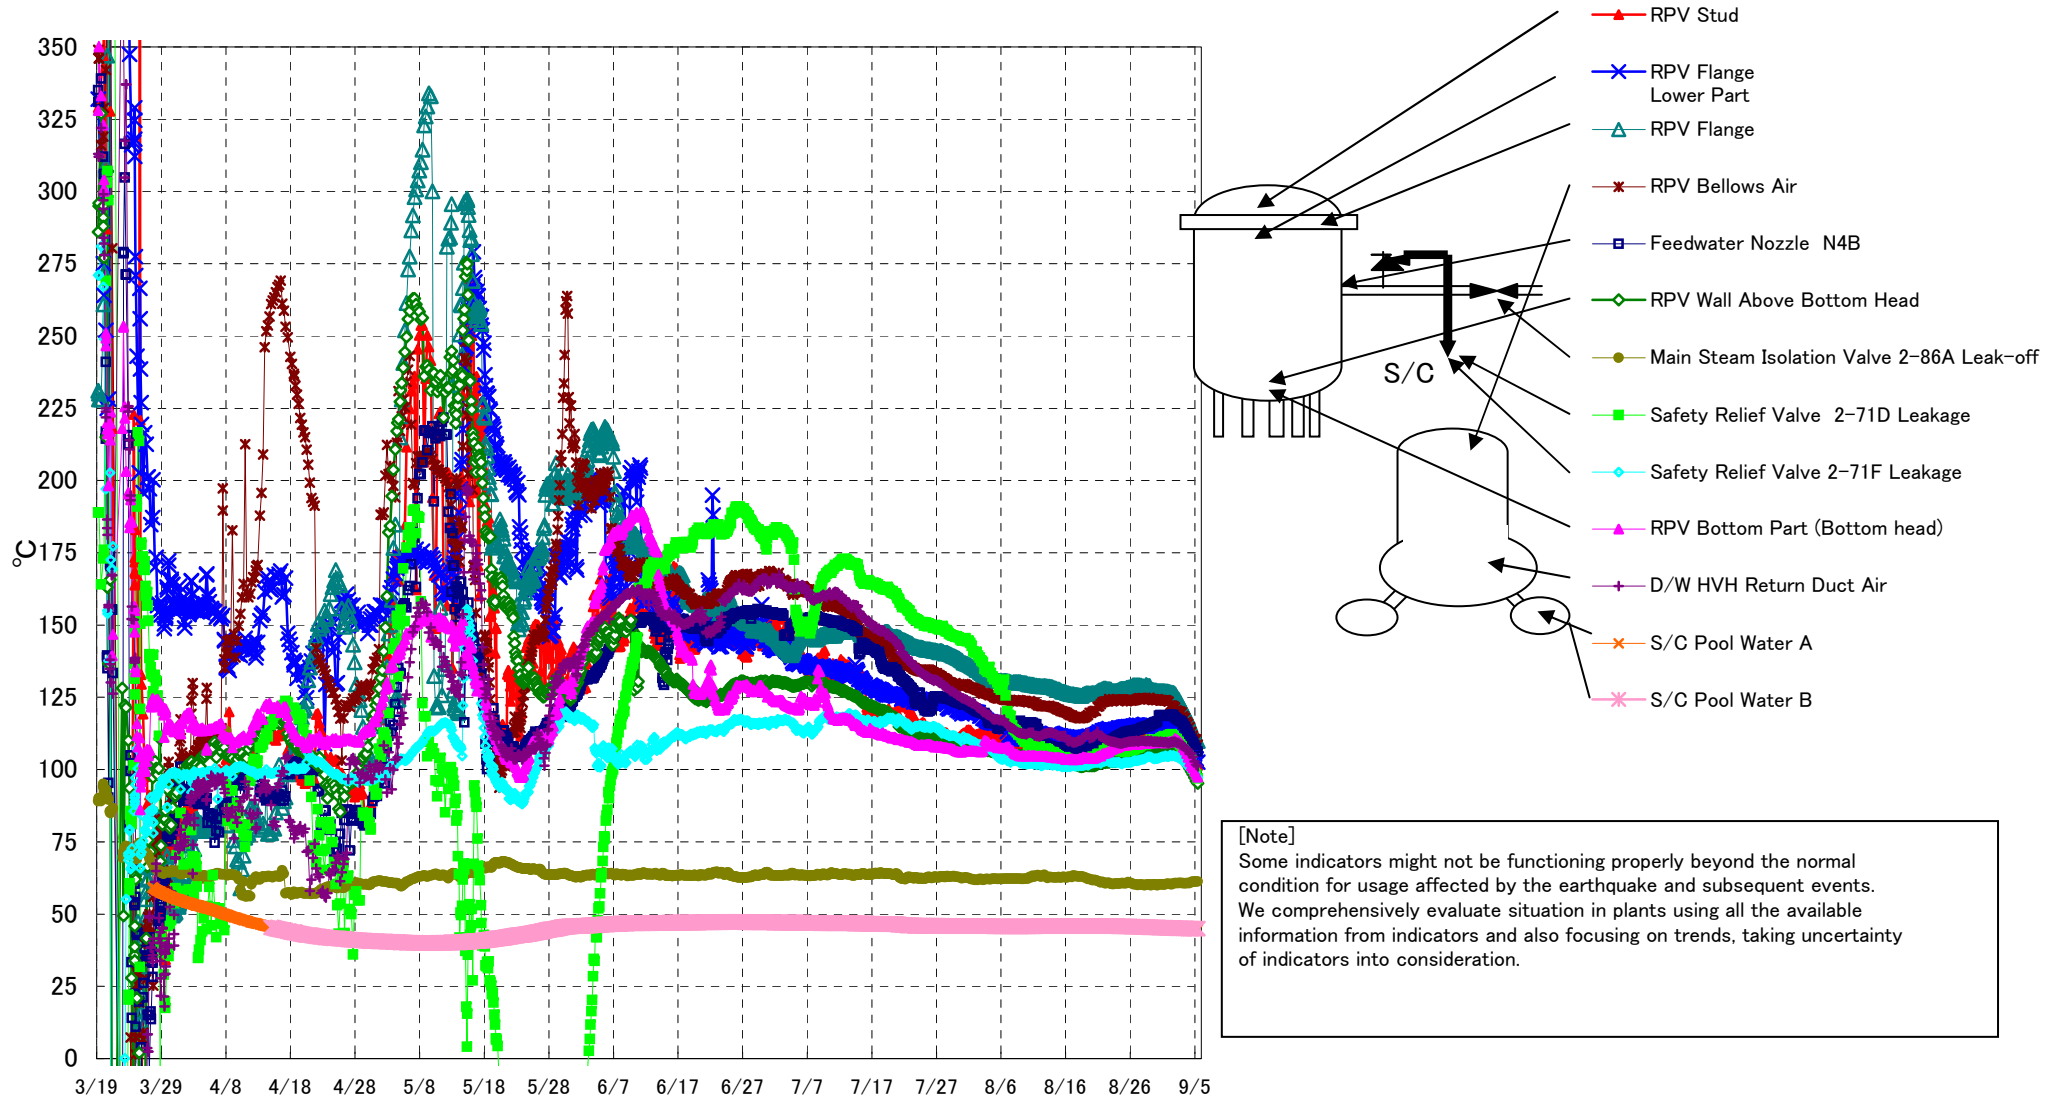 °C
350
325
300
275
250
225
200
175
150
125
100
75
50
25
0
3/19 3/29 4/8 4/18 4/28 5/8 5/18 5/28 6/7 6/17 6/27 7/7 7/17 7/27 8/6 8/16 8/26 9/5
RPV Stud
RPV Flange
Lower Part
RPV Flange
RPV Bellows Air
Feedwater Nozzle N4B
RPV Wall Above Bottom Head
Main Steam Isolation Valve 2-86A Leak-off
Safety Relief Valve 2-71D Leakage
Safety Relief Valve 2-71F Leakage
RPV Bottom Part (Bottom head)
D/W HVH Return Duct Air
S/C Pool Water A
S/C Pool Water B
S/C
[Note]
Some indicators might not be functioning properly beyond the normal
condition for usage affected by the earthquake and subsequent events.
We comprehensively evaluate situation in plants using all the available
information from indicators and also focusing on trends, taking uncertainty
of indicators into consideration.